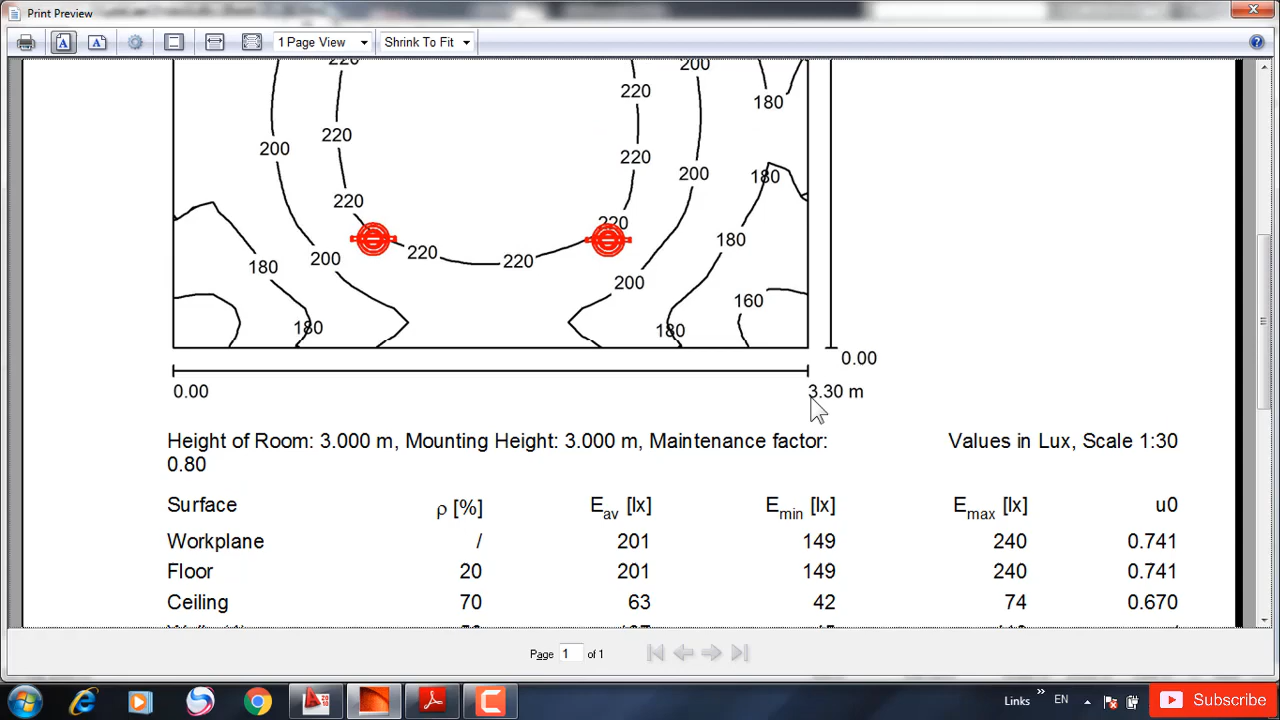 Print Preview
1 Page View
Shrink To Fit
220
200
220
180
220
200
220
220
200
180
220
220
180
220
220
200
180
200
160
180
180
0.00
0.00
3.30 m
Height of Room: 3.000 m, Mounting Height: 3.000 m, Maintenance factor:
0.80
Values in Lux, Scale 1:30
Surface ρ [%] Eav [lx] Emin [lx] Emax [lx] u0
Workplane / 201 149 240 0.741
Floor 20 201 149 240 0.741
Ceiling 70 63 42 74 0.670
Page 1 of 1
Links » EN
Subscribe